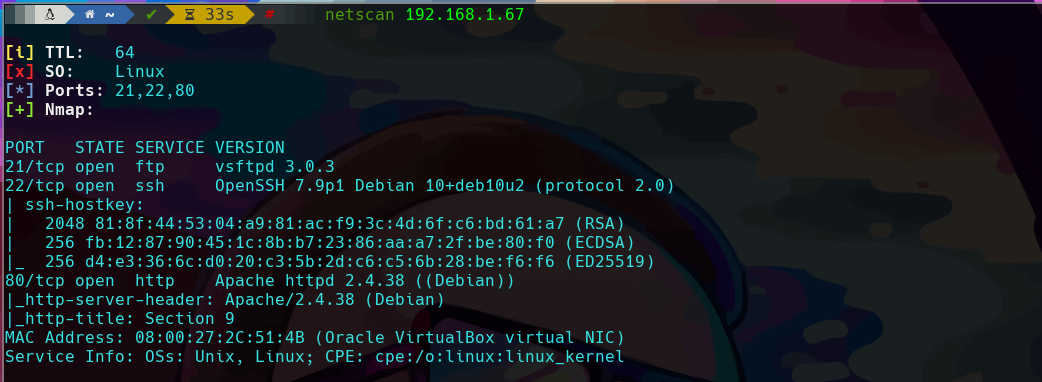 ~ ✔ 33s netscan 192.168.1.67
[i] TTL: 64
[x] SO: Linux
[*] Ports: 21,22,80
[+] Nmap:
PORT STATE SERVICE VERSION
21/tcp open ftp vsftpd 3.0.3
22/tcp open ssh OpenSSH 7.9p1 Debian 10+deb10u2 (protocol 2.0)
| ssh-hostkey:
| 2048 81:8f:44:53:04:a9:81:ac:f9:3c:4d:6f:c6:bd:61:a7 (RSA)
| 256 fb:12:87:90:45:1c:8b:b7:23:86:aa:a7:2f:be:80:f0 (ECDSA)
|_ 256 d4:e3:36:6c:d0:20:c3:5b:2d:c6:c5:6b:28:be:f6:f6 (ED25519)
80/tcp open http Apache httpd 2.4.38 ((Debian))
|_http-server-header: Apache/2.4.38 (Debian)
|_http-title: Section 9
MAC Address: 08:00:27:2C:51:4B (Oracle VirtualBox virtual NIC)
Service Info: OSs: Unix, Linux; CPE: cpe:/o:linux:linux_kernel